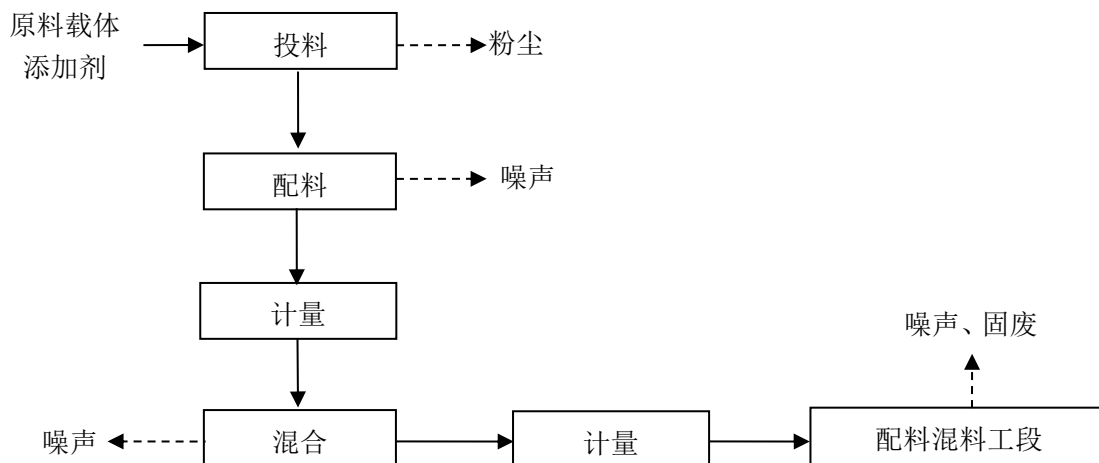 原料载体
添加剂
投料
粉尘
配料
噪声
计量
噪声、固废
噪声
混合
计量
配料混料工段